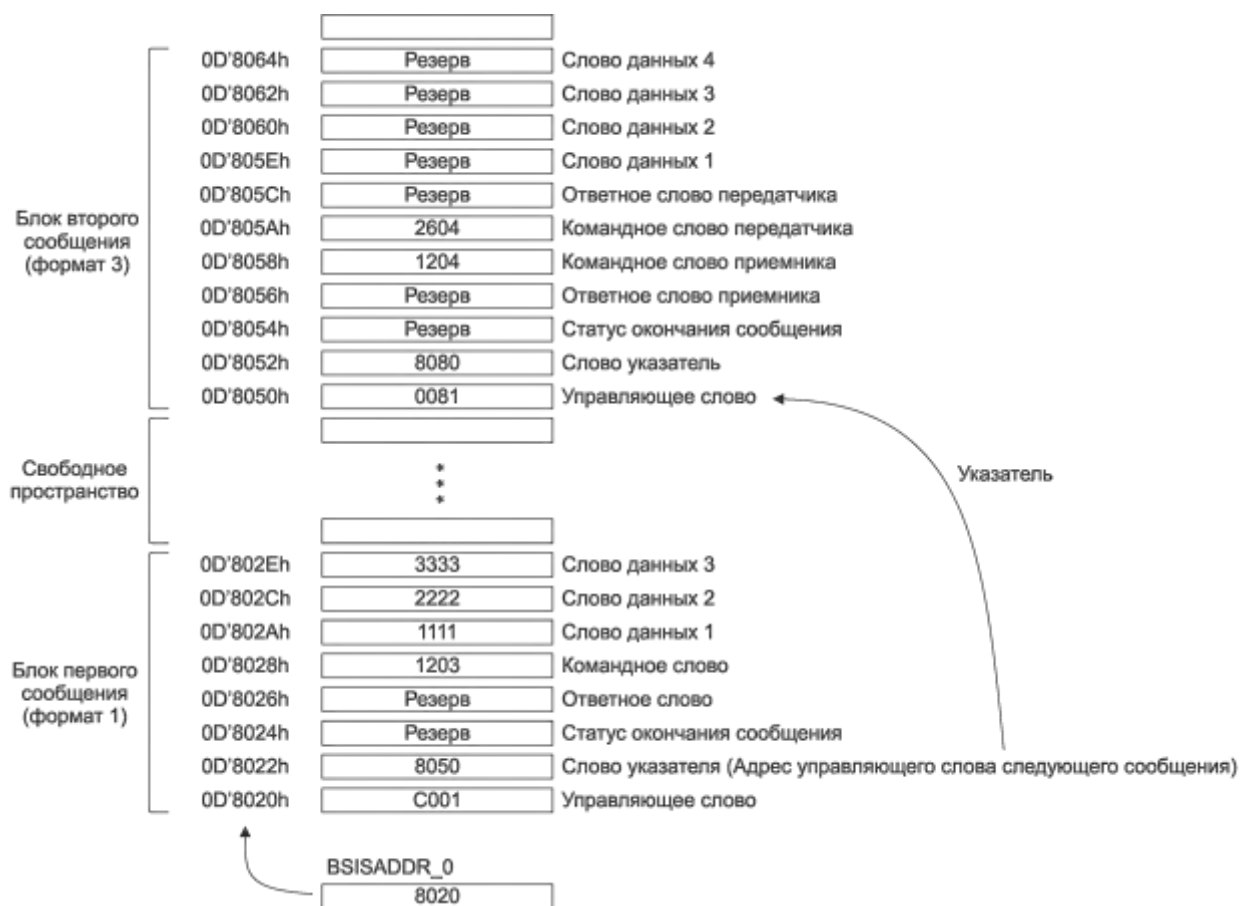 0D'8064h Резерв Слово данных 4
0D'8062h Резерв Слово данных 3
0D'8060h Резерв Слово данных 2
0D'805Eh Резерв Слово данных 1
0D'805Ch Резерв Ответное слово передатчика
Блок второго
сообщения
(формат 3)
0D'805Ah 2604 Командное слово передатчика
0D'8058h 1204 Командное слово приемника
0D'8056h Резерв Ответное слово приемника
0D'8054h Резерв Статус окончания сообщения
0D'8052h 8080 Слово указатель
0D'8050h 0081 Управляющее слово
Свободное
пространство
*
*
*
Указатель
0D'802Eh 3333 Слово данных 3
0D'802Ch 2222 Слово данных 2
0D'802Ah 1111 Слово данных 1
Блок первого
сообщения
(формат 1)
0D'8028h 1203 Командное слово
0D'8026h Резерв Ответное слово
0D'8024h Резерв Статус окончания сообщения
0D'8022h 8050 Слово указателя (Адрес управляющего слова следующего сообщения)
0D'8020h C001 Управляющее слово
BSISADDR_0
8020